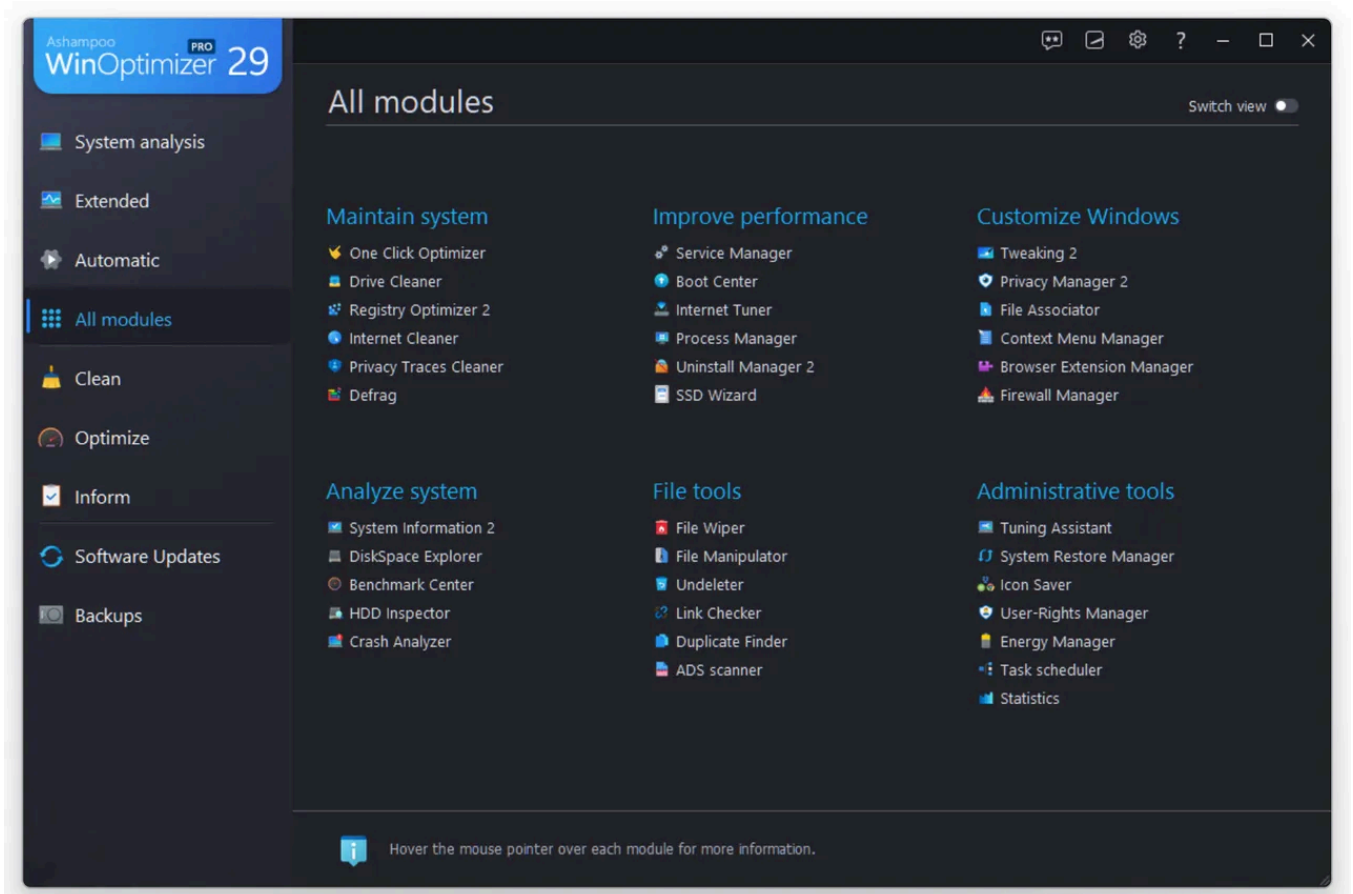 Ashampoo
WinOptimizer PRO 29
System analysis
Extended
Automatic
All modules
Clean
Optimize
Inform
Software Updates
Backups
All modules
Switch view
Maintain system
One Click Optimizer
Drive Cleaner
Registry Optimizer 2
Internet Cleaner
Privacy Traces Cleaner
Defrag
Improve performance
Service Manager
Boot Center
Internet Tuner
Process Manager
Uninstall Manager 2
SSD Wizard
Customize Windows
Tweaking 2
Privacy Manager 2
File Associator
Context Menu Manager
Browser Extension Manager
Firewall Manager
Analyze system
System Information 2
DiskSpace Explorer
Benchmark Center
HDD Inspector
Crash Analyzer
File tools
File Wiper
File Manipulator
Undeleter
Link Checker
Duplicate Finder
ADS scanner
Administrative tools
Tuning Assistant
System Restore Manager
Icon Saver
User-Rights Manager
Energy Manager
Task scheduler
Statistics
Hover the mouse pointer over each module for more information.